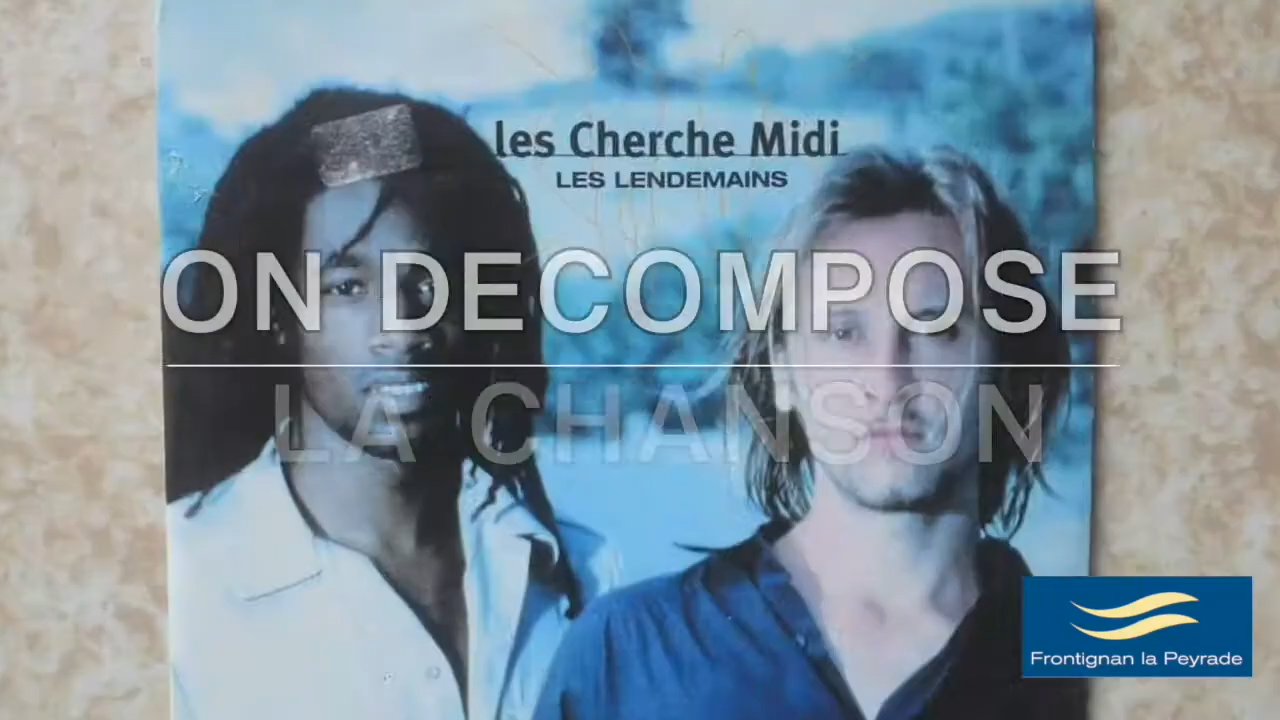 les Cherche Midi
LES LENDEMAINS
ON DECOMPOSE
LA CHANSON
Frontignan la Peyrade